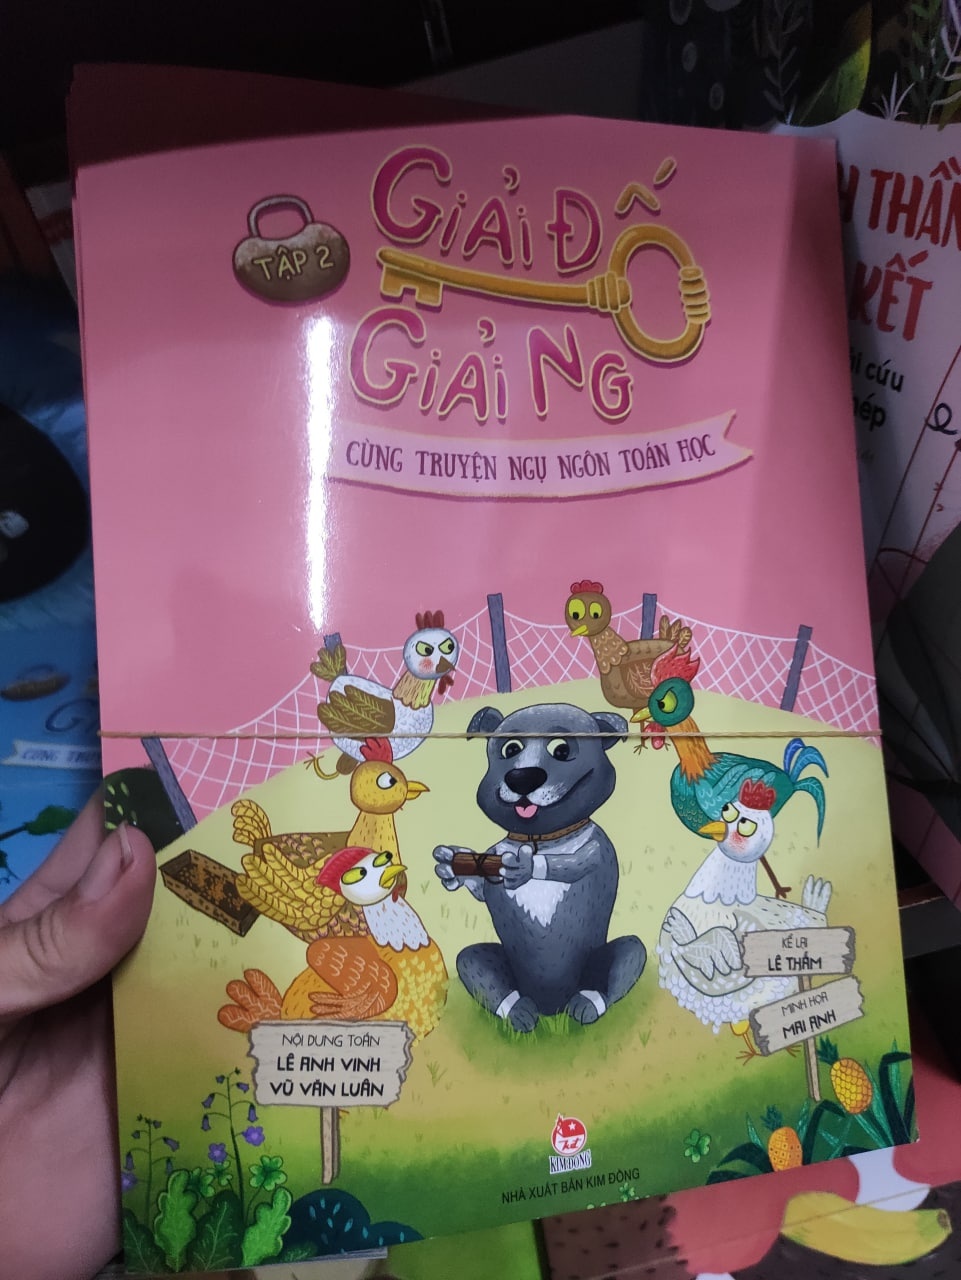 TẬP 2
GIẢI ĐỐ
GIẢI NG
CÙNG TRUYỆN NGỤ NGÔN TOÁN HỌC
KỂ LẠI
LÊ THẮM
MINH HỌA
MAI ANH
NỘI DUNG TOÁN
LÊ ANH VINH
VŨ VĂN LUÂN
KIM ĐỒNG
NHÀ XUẤT BẢN KIM ĐỒNG
THẦN
KẾT
cứu